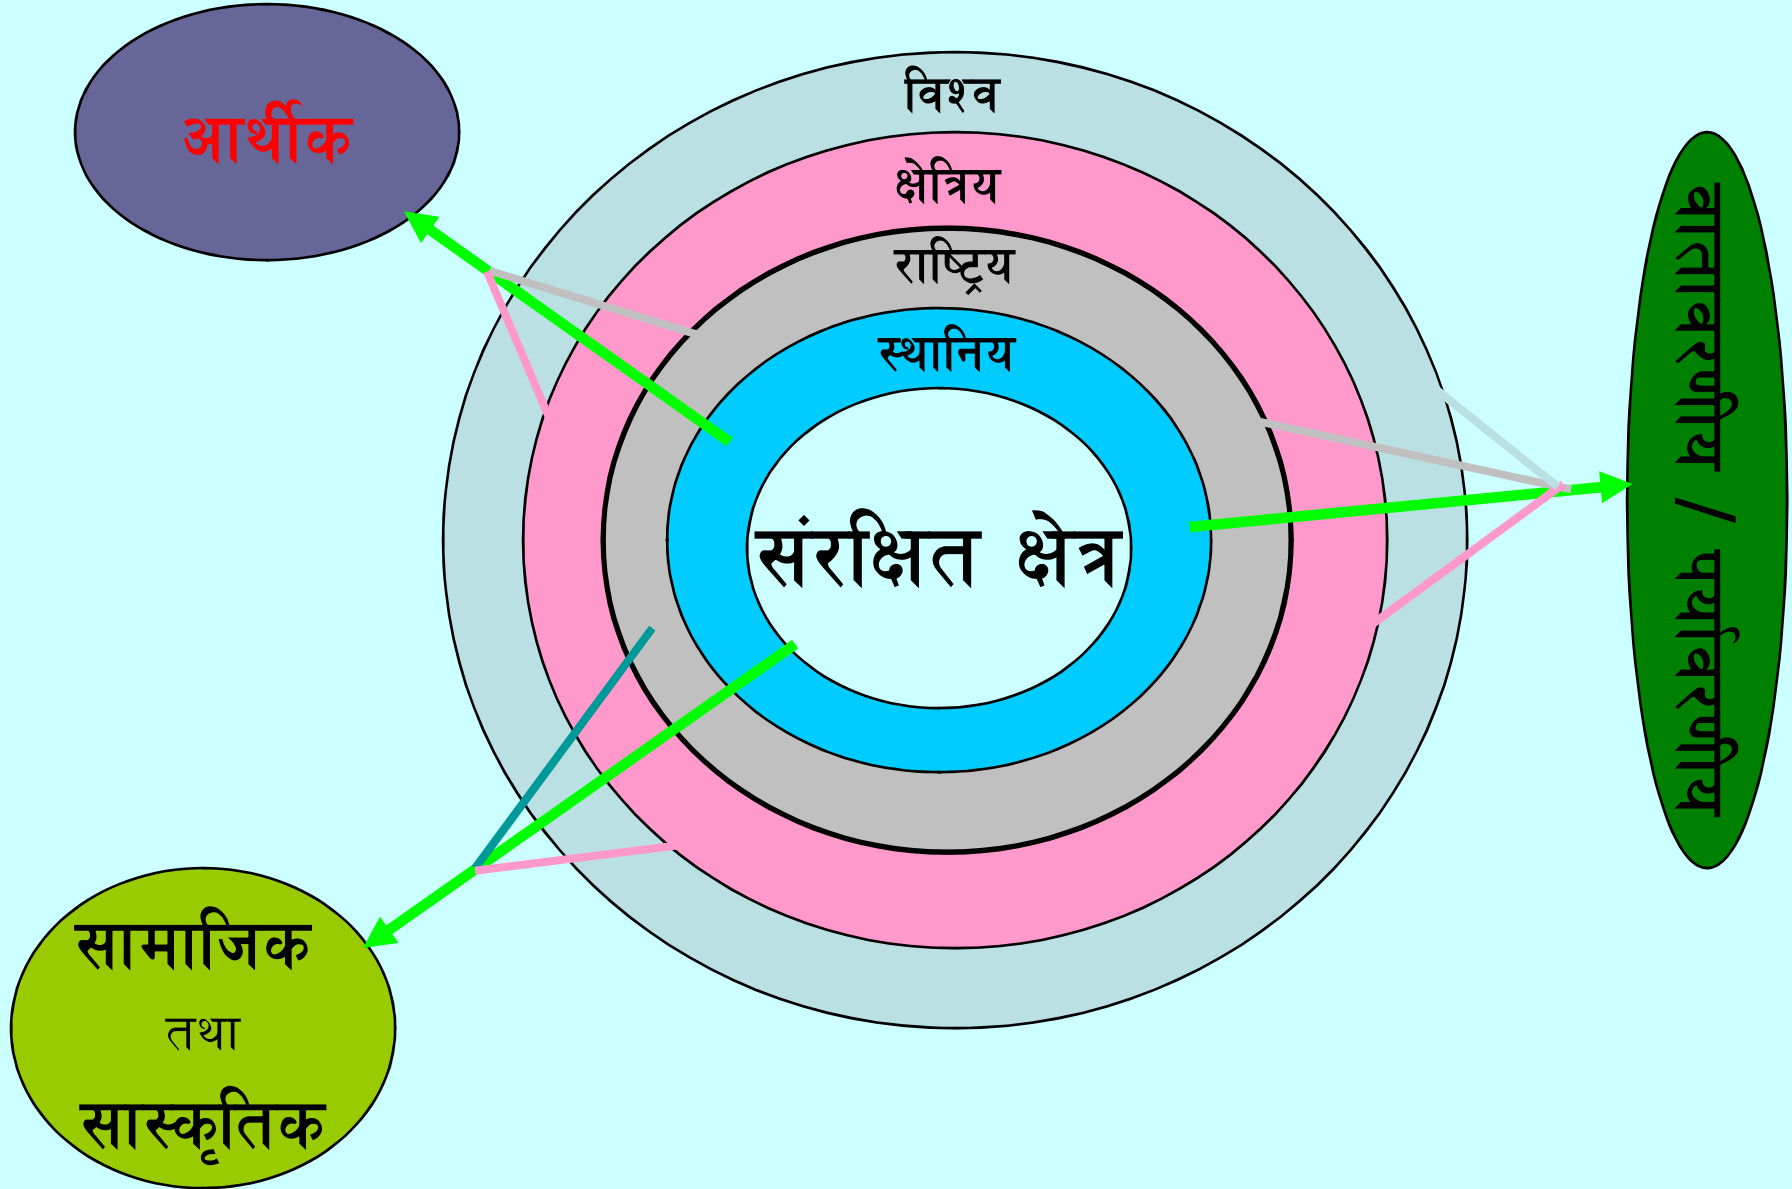 विश्व
आर्थीक
क्षेत्रिय
राष्ट्रिय
स्थानिय
संरक्षित क्षेत्र
वातावरणीय / पर्यावरणीय
सामाजिक
तथा
सास्कृतिक